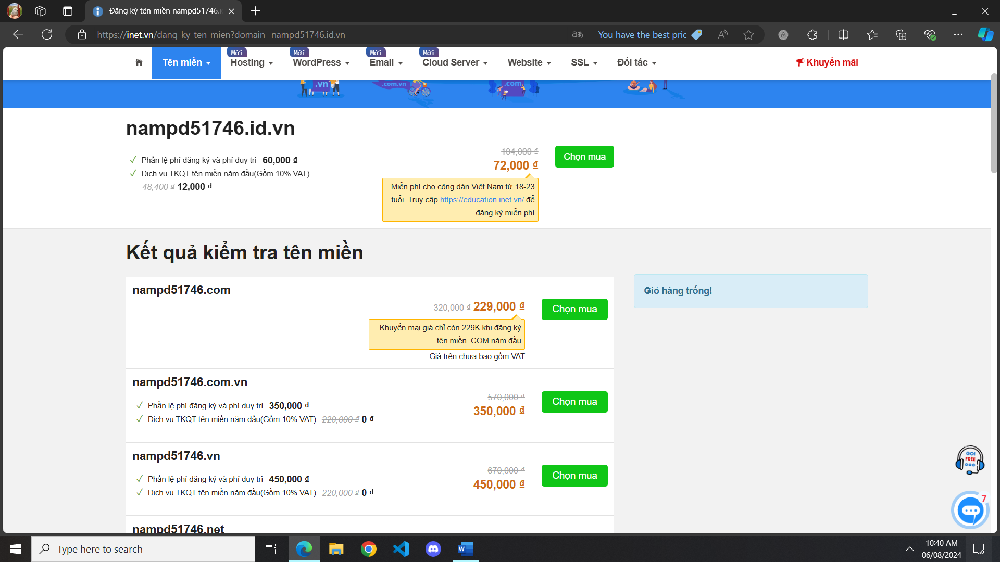 Đăng ký tên miền nampd51746.i
https://inet.vn/dang-ky-ten-mien?domain=nampd51746.id.vn
You have the best pric
Tên miền
Mới
Hosting
Mới
WordPress
Mới
Email
Mới
Cloud Server
Website
SSL
Đối tác
Khuyến mãi
.vn
.com.vn
.com
nampd51746.id.vn
Phần lệ phí đăng ký và phí duy trì 60,000 đ
Dịch vụ TKQT tên miền năm đầu(Gồm 10% VAT)
48,400 đ 12,000 đ
104,000 đ
72,000 đ
Chọn mua
Miễn phí cho công dân Việt Nam từ 18-23
tuổi. Truy cập https://education.inet.vn/ để
đăng ký miễn phí
Kết quả kiểm tra tên miền
nampd51746.com
320,000 đ 229,000 đ
Chọn mua
Khuyến mại giá chỉ còn 229K khi đăng ký
tên miền .COM năm đầu
Giá trên chưa bao gồm VAT
Giỏ hàng trống!
nampd51746.com.vn
Phần lệ phí đăng ký và phí duy trì 350,000 đ
Dịch vụ TKQT tên miền năm đầu(Gồm 10% VAT) 220,000 đ 0 đ
570,000 đ
350,000 đ
Chọn mua
nampd51746.vn
Phần lệ phí đăng ký và phí duy trì 450,000 đ
Dịch vụ TKQT tên miền năm đầu(Gồm 10% VAT) 220,000 đ 0 đ
670,000 đ
450,000 đ
Chọn mua
nampd51746.net
GỌI
FREE
7
Type here to search
10:40 AM
06/08/2024